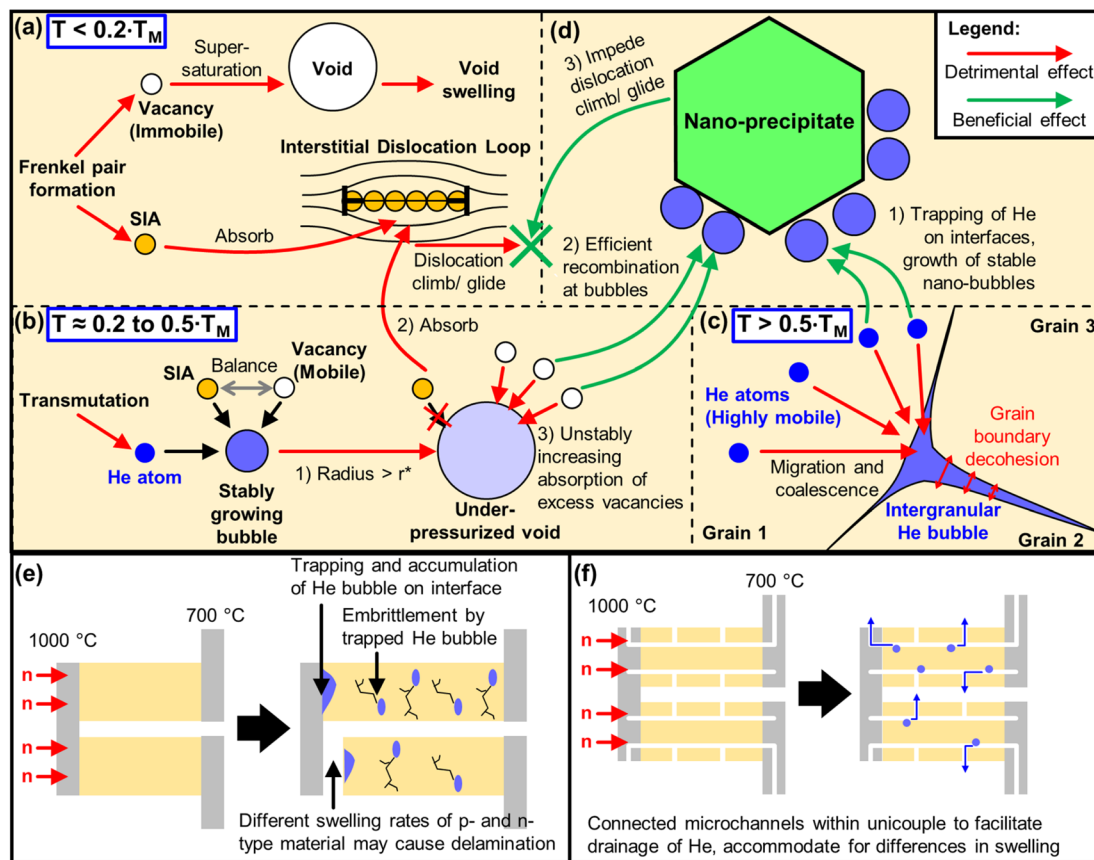 (a)
T < 0.2·TM
Super-
saturation
Void
Void
swelling
Vacancy
(Immobile)
Frenkel pair
formation
SIA
Absorb
Interstitial Dislocation Loop
Dislocation
climb/ glide
(d)
3) Impede
dislocation
climb/ glide
Nano-precipitate
2) Efficient
recombination
at bubbles
1) Trapping of He
on interfaces,
growth of stable
nano-bubbles
Legend:
Detrimental effect
Beneficial effect
(b)
T ≈ 0.2 to 0.5·TM
Transmutation
He atom
SIA
Balance
Vacancy
(Mobile)
Stably
growing
bubble
1) Radius > r*
2) Absorb
Under-
pressurized void
3) Unstably
increasing
absorption of
excess vacancies
(c)
T > 0.5·TM
Grain 3
He atoms
(Highly mobile)
Migration and
coalescence
Grain
boundary
decohesion
Intergranular
He bubble
Grain 1
Grain 2
(e)
1000 °C
700 °C
n
n
n
n
Trapping and accumulation
of He bubble on interface
Embrittlement by
trapped He bubble
Different swelling rates of p- and n-
type material may cause delamination
(f)
1000 °C
700 °C
n
n
n
n
Connected microchannels within unicouple to facilitate
drainage of He, accommodate for differences in swelling